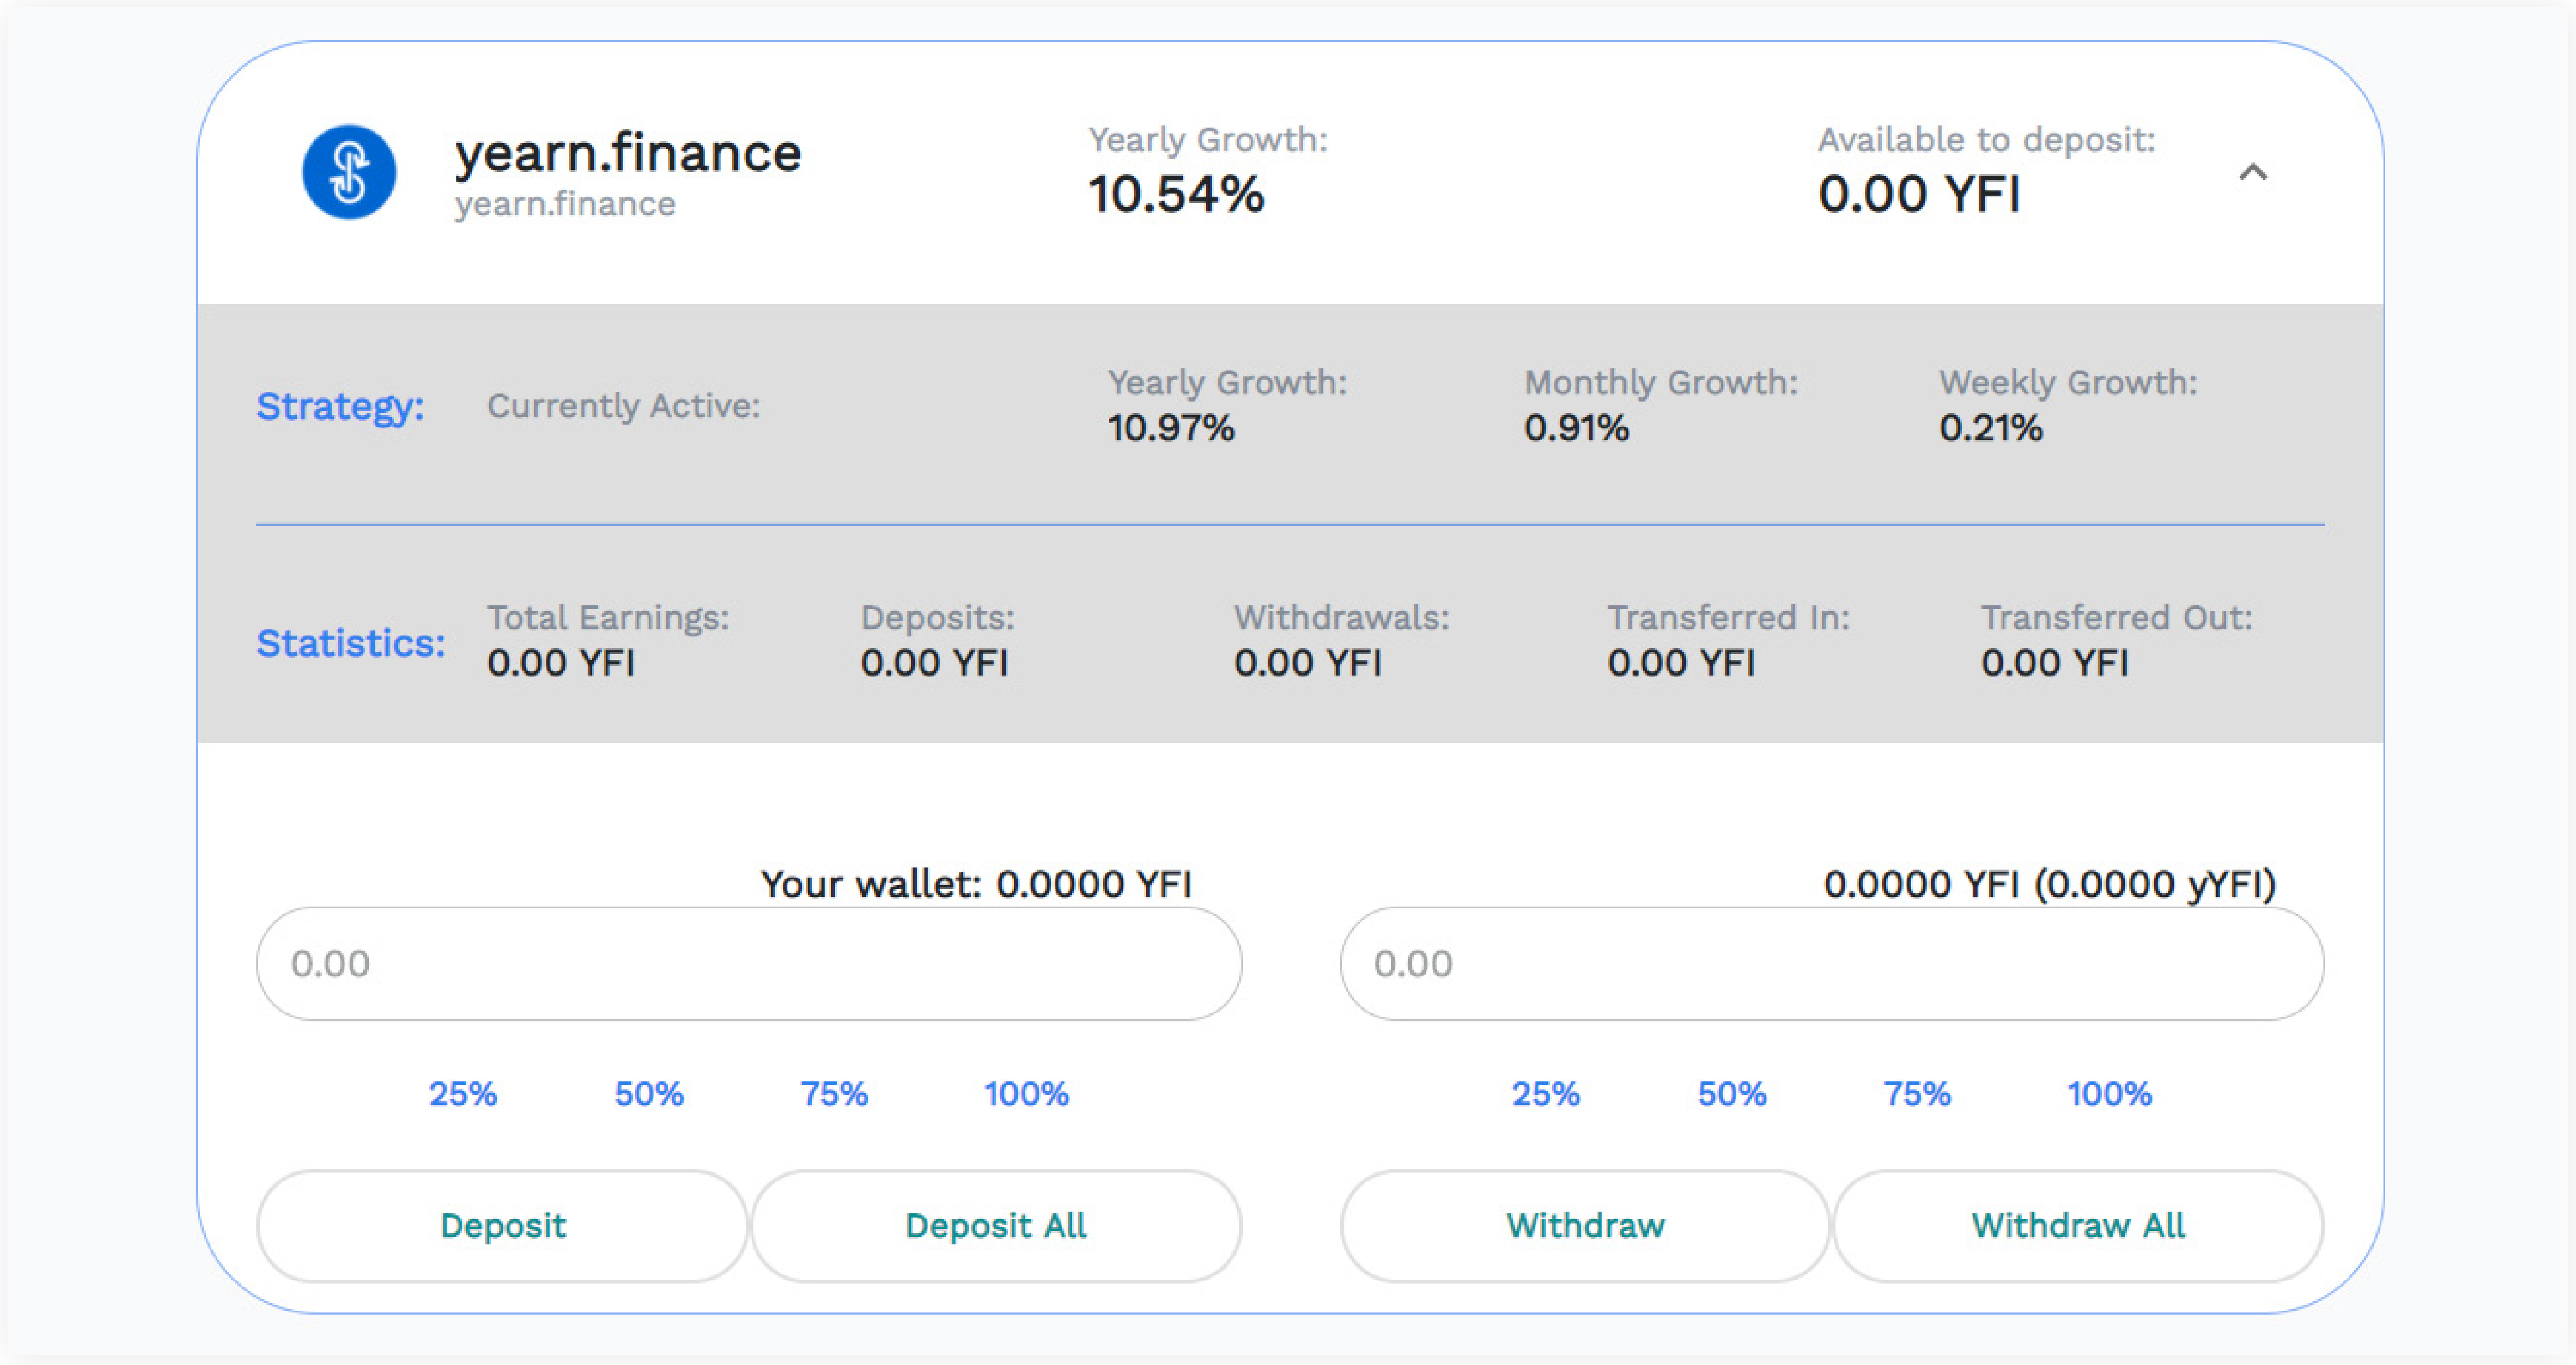 yearn.finance
yearn.finance
Yearly Growth:
10.54%
Available to deposit:
0.00 YFI
Strategy:
Currently Active:
Yearly Growth:
10.97%
Monthly Growth:
0.91%
Weekly Growth:
0.21%
Statistics:
Total Earnings:
0.00 YFI
Deposits:
0.00 YFI
Withdrawals:
0.00 YFI
Transferred In:
0.00 YFI
Transferred Out:
0.00 YFI
Your wallet: 0.0000 YFI
0.00
25% 50% 75% 100%
Deposit
Deposit All
0.0000 YFI (0.0000 yYFI)
0.00
25% 50% 75% 100%
Withdraw
Withdraw All